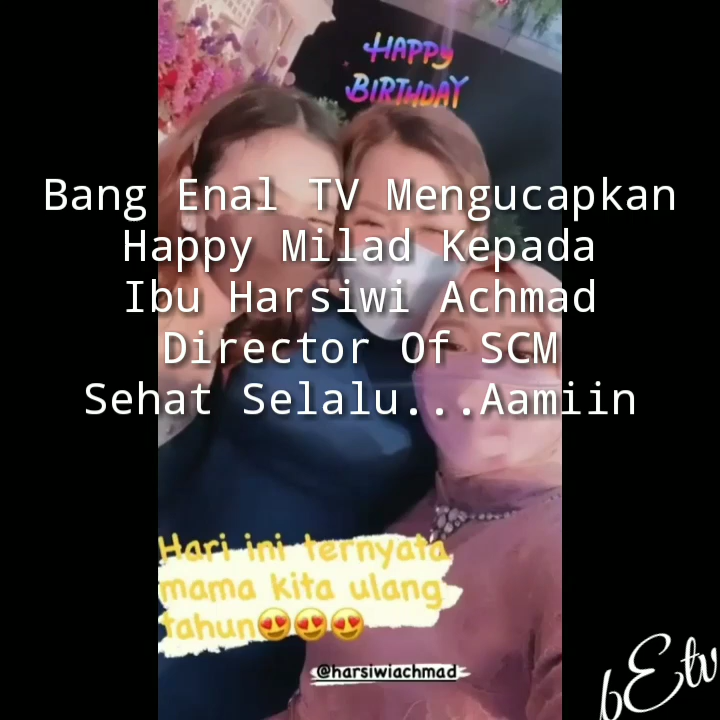 HAPPY
BIRTHDAY
Bang Enal TV Mengucapkan
Happy Milad Kepada
Ibu Harsiwi Achmad
Director Of SCM
Sehat Selalu...Aamiin
Hari ini ternyata
mama kita ulang
tahun😍😍😍
@harsiwiachmad
bEtv